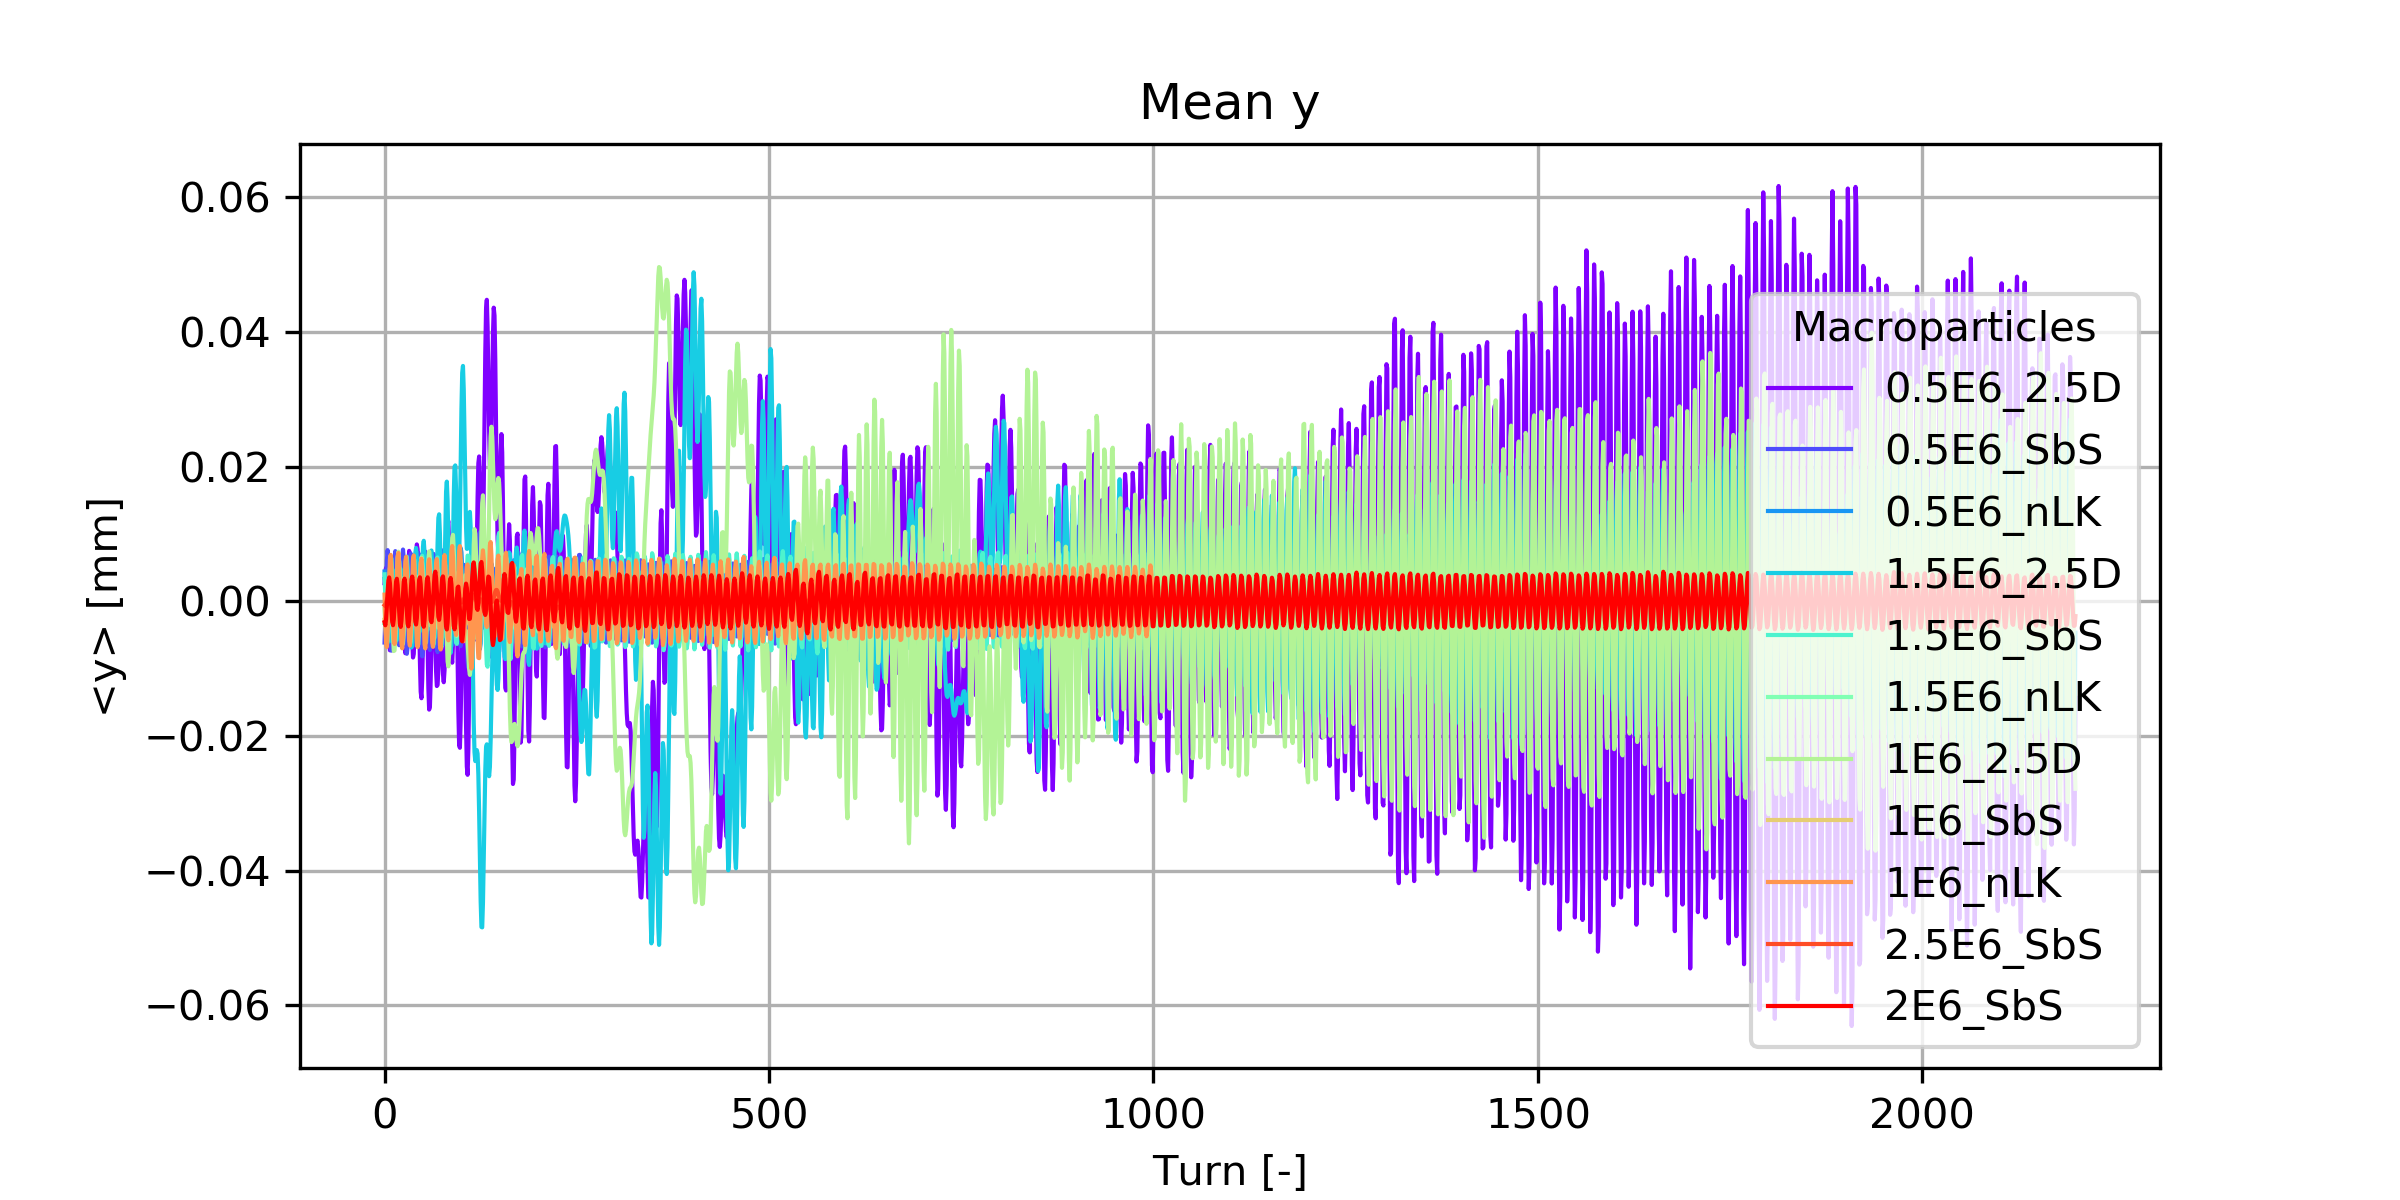 Mean y
<y> [mm]
0.06
0.04
0.02
0.00
−0.02
−0.04
−0.06
Macroparticles
0.5E6_2.5D
0.5E6_SbS
0.5E6_nLK
1.5E6_2.5D
1.5E6_SbS
1.5E6_nLK
1E6_2.5D
1E6_SbS
1E6_nLK
2.5E6_SbS
2E6_SbS
0 500 1000 1500 2000
Turn [-]